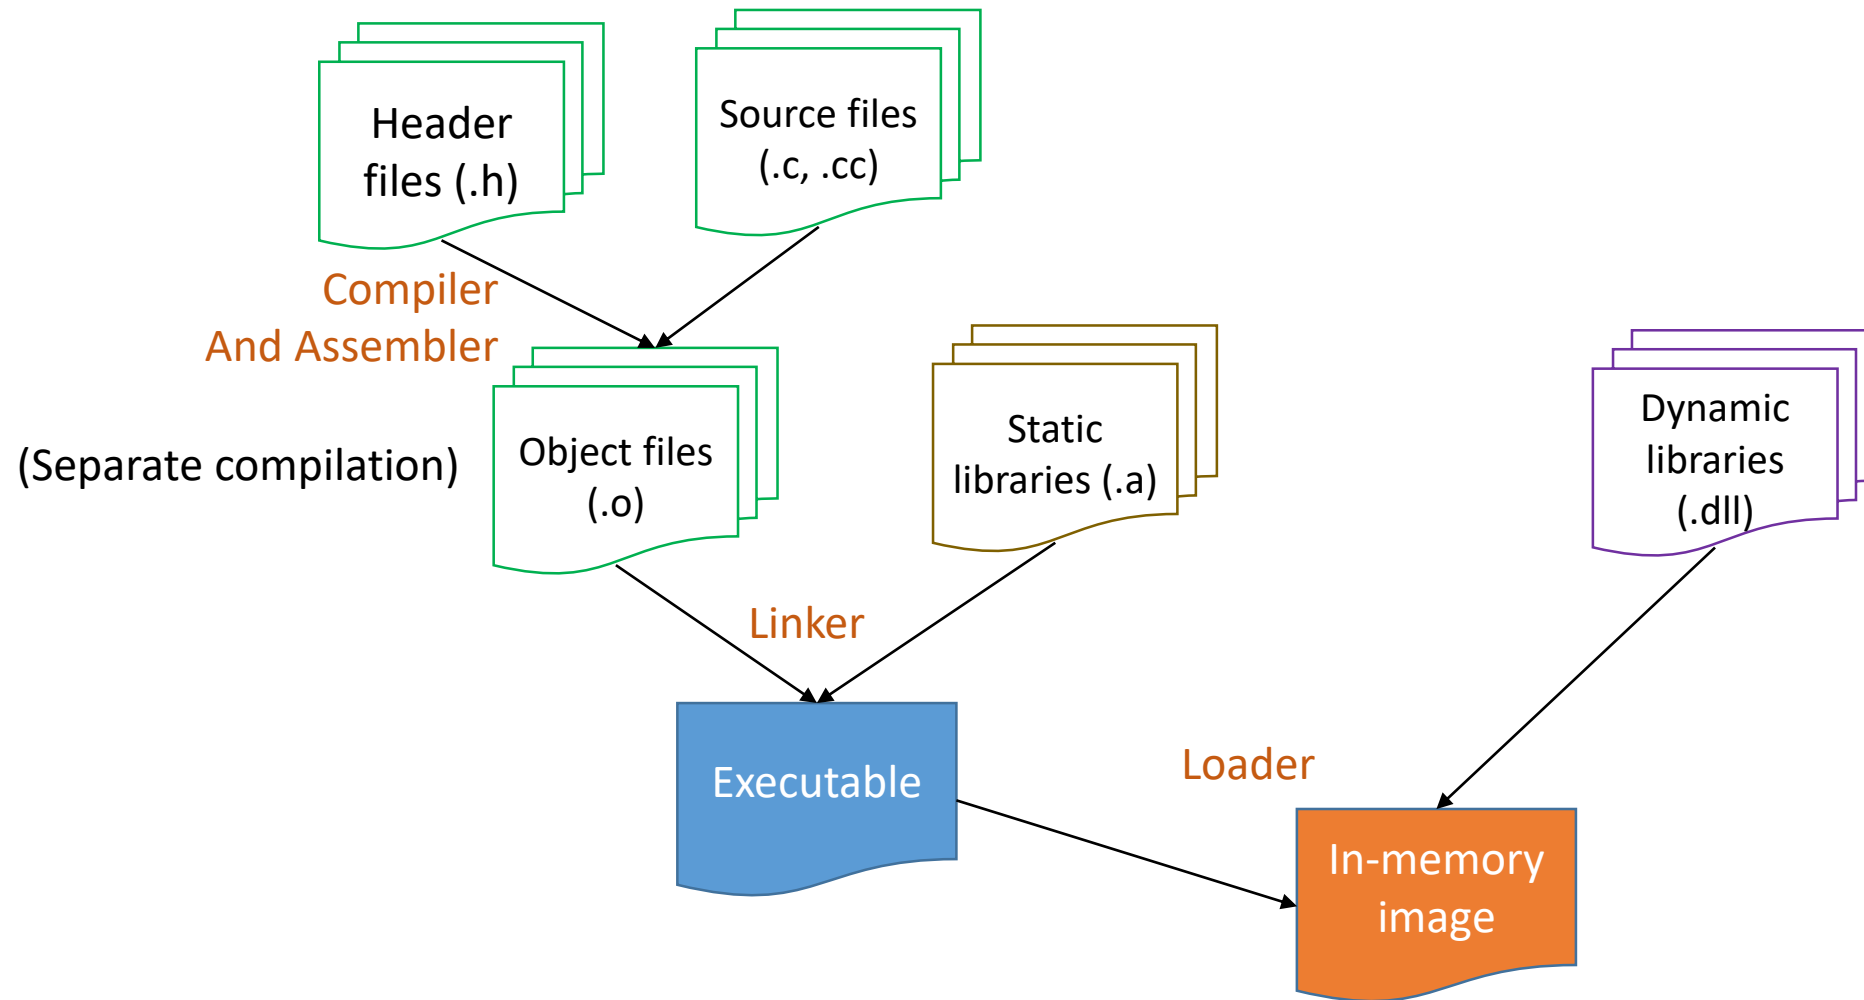 Header
files (.h)
Source files
(.c, .cc)
Compiler
And Assembler
(Separate compilation)
Object files
(.o)
Static
libraries (.a)
Dynamic
libraries
(.dll)
Linker
Executable
Loader
In-memory
image